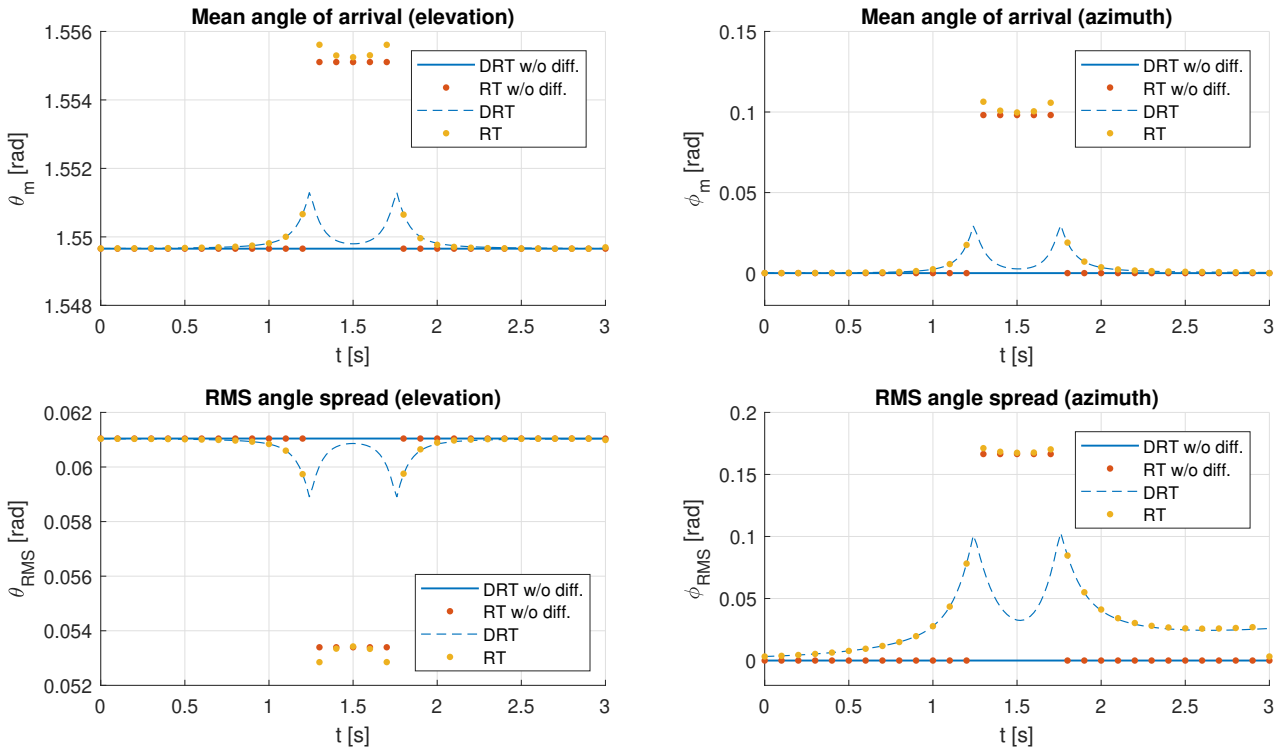 Mean angle of arrival (elevation)
1.556
1.554
1.552
1.55
1.548
θ_m [rad]
DRT w/o diff.
RT w/o diff.
DRT
RT
0 0.5 1 1.5 2 2.5 3
t [s]
Mean angle of arrival (azimuth)
0.15
0.1
0.05
0
ϕ_m [rad]
DRT w/o diff.
RT w/o diff.
DRT
RT
0 0.5 1 1.5 2 2.5 3
t [s]
RMS angle spread (elevation)
0.062
0.06
0.058
0.056
0.054
0.052
θ_RMS [rad]
DRT w/o diff.
RT w/o diff.
DRT
RT
0 0.5 1 1.5 2 2.5 3
t [s]
RMS angle spread (azimuth)
0.2
0.15
0.1
0.05
0
ϕ_RMS [rad]
DRT w/o diff.
RT w/o diff.
DRT
RT
0 0.5 1 1.5 2 2.5 3
t [s]